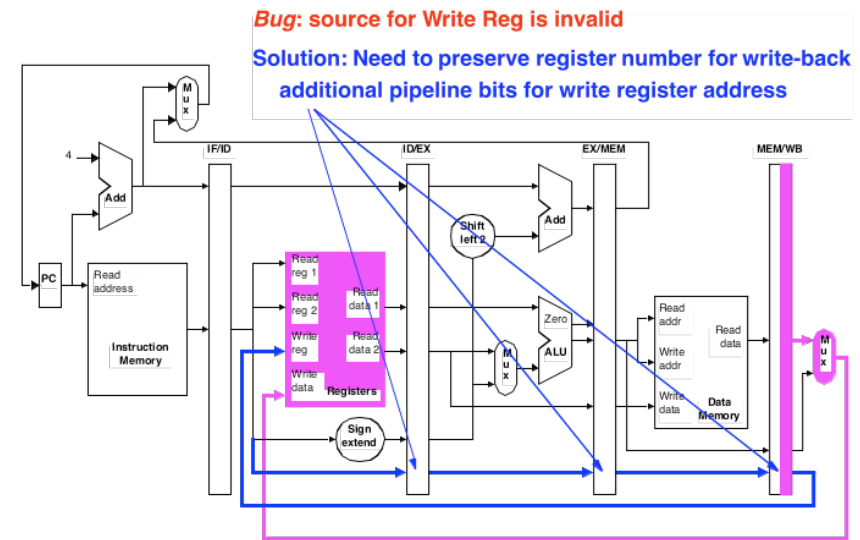 Bug: source for Write Reg is invalid
Solution: Need to preserve register number for write-back
additional pipeline bits for write register address
M
u
x
IF/ID
ID/EX
EX/MEM
MEM/WB
4
Add
Add
Shift
left 2
PC
Read
address
Instruction
Memory
Read
reg 1
Read
reg 2
Write
reg
Write
data
Read
data 1
Read
data 2
Registers
Sign
extend
M
u
x
Zero
ALU
Read
addr
Write
addr
Write
data
Read
data
Data
Memory
M
u
x